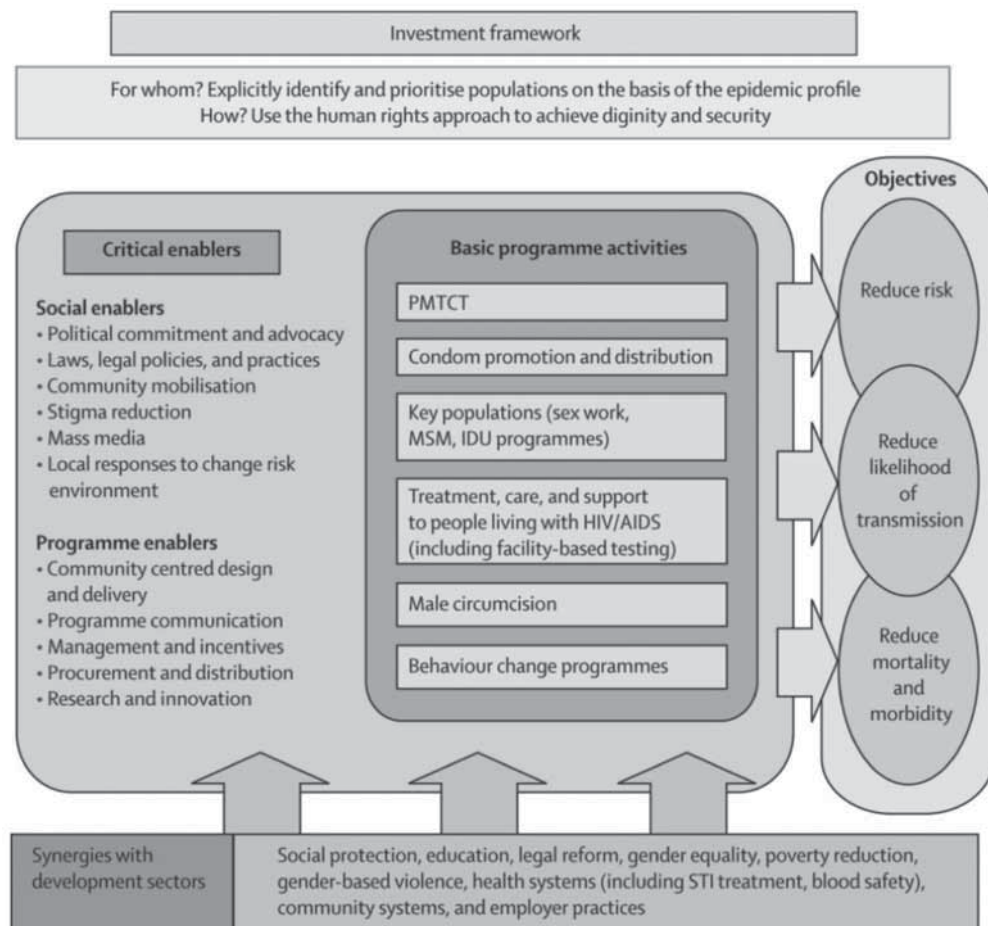 Investment framework
For whom? Explicitly identify and prioritise populations on the basis of the epidemic profile
How? Use the human rights approach to achieve diginity and security
Critical enablers
Social enablers
• Political commitment and advocacy
• Laws, legal policies, and practices
• Community mobilisation
• Stigma reduction
• Mass media
• Local responses to change risk
environment
Programme enablers
• Community centred design
and delivery
• Programme communication
• Management and incentives
• Procurement and distribution
• Research and innovation
Basic programme activities
PMTCT
Condom promotion and distribution
Key populations (sex work,
MSM, IDU programmes)
Treatment, care, and support
to people living with HIV/AIDS
(including facility-based testing)
Male circumcision
Behaviour change programmes
Objectives
Reduce risk
Reduce
likelihood
of
transmission
Reduce
mortality
and
morbidity
Synergies with
development sectors
Social protection, education, legal reform, gender equality, poverty reduction,
gender-based violence, health systems (including STI treatment, blood safety),
community systems, and employer practices